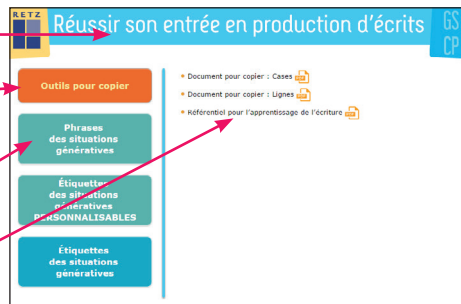 RETZ
Réussir son entrée en production d'écrits
GS
CP
Outils pour copier
Phrases
des situations
génératives
Étiquettes
des situations
génératives
PERSONNALISABLES
Étiquettes
des situations
génératives
Document pour copier : Cases
Document pour copier : Lignes
Référentiel pour l'apprentissage de l'écriture